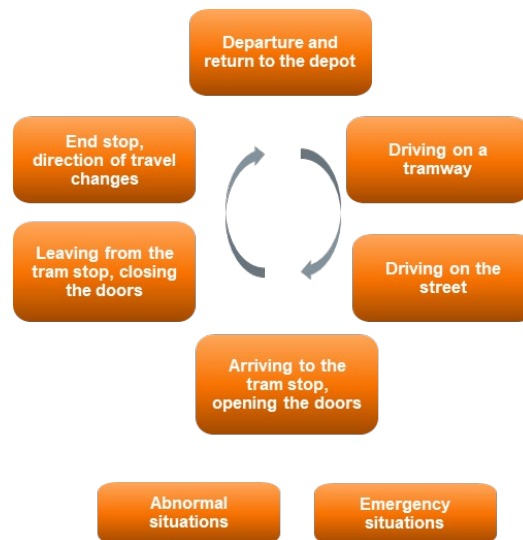 Departure and
return to the depot
End stop,
direction of travel
changes
Driving on a
tramway
Leaving from the
tram stop, closing
the doors
Driving on the
street
Arriving to the
tram stop,
opening the doors
Abnormal
situations
Emergency
situations